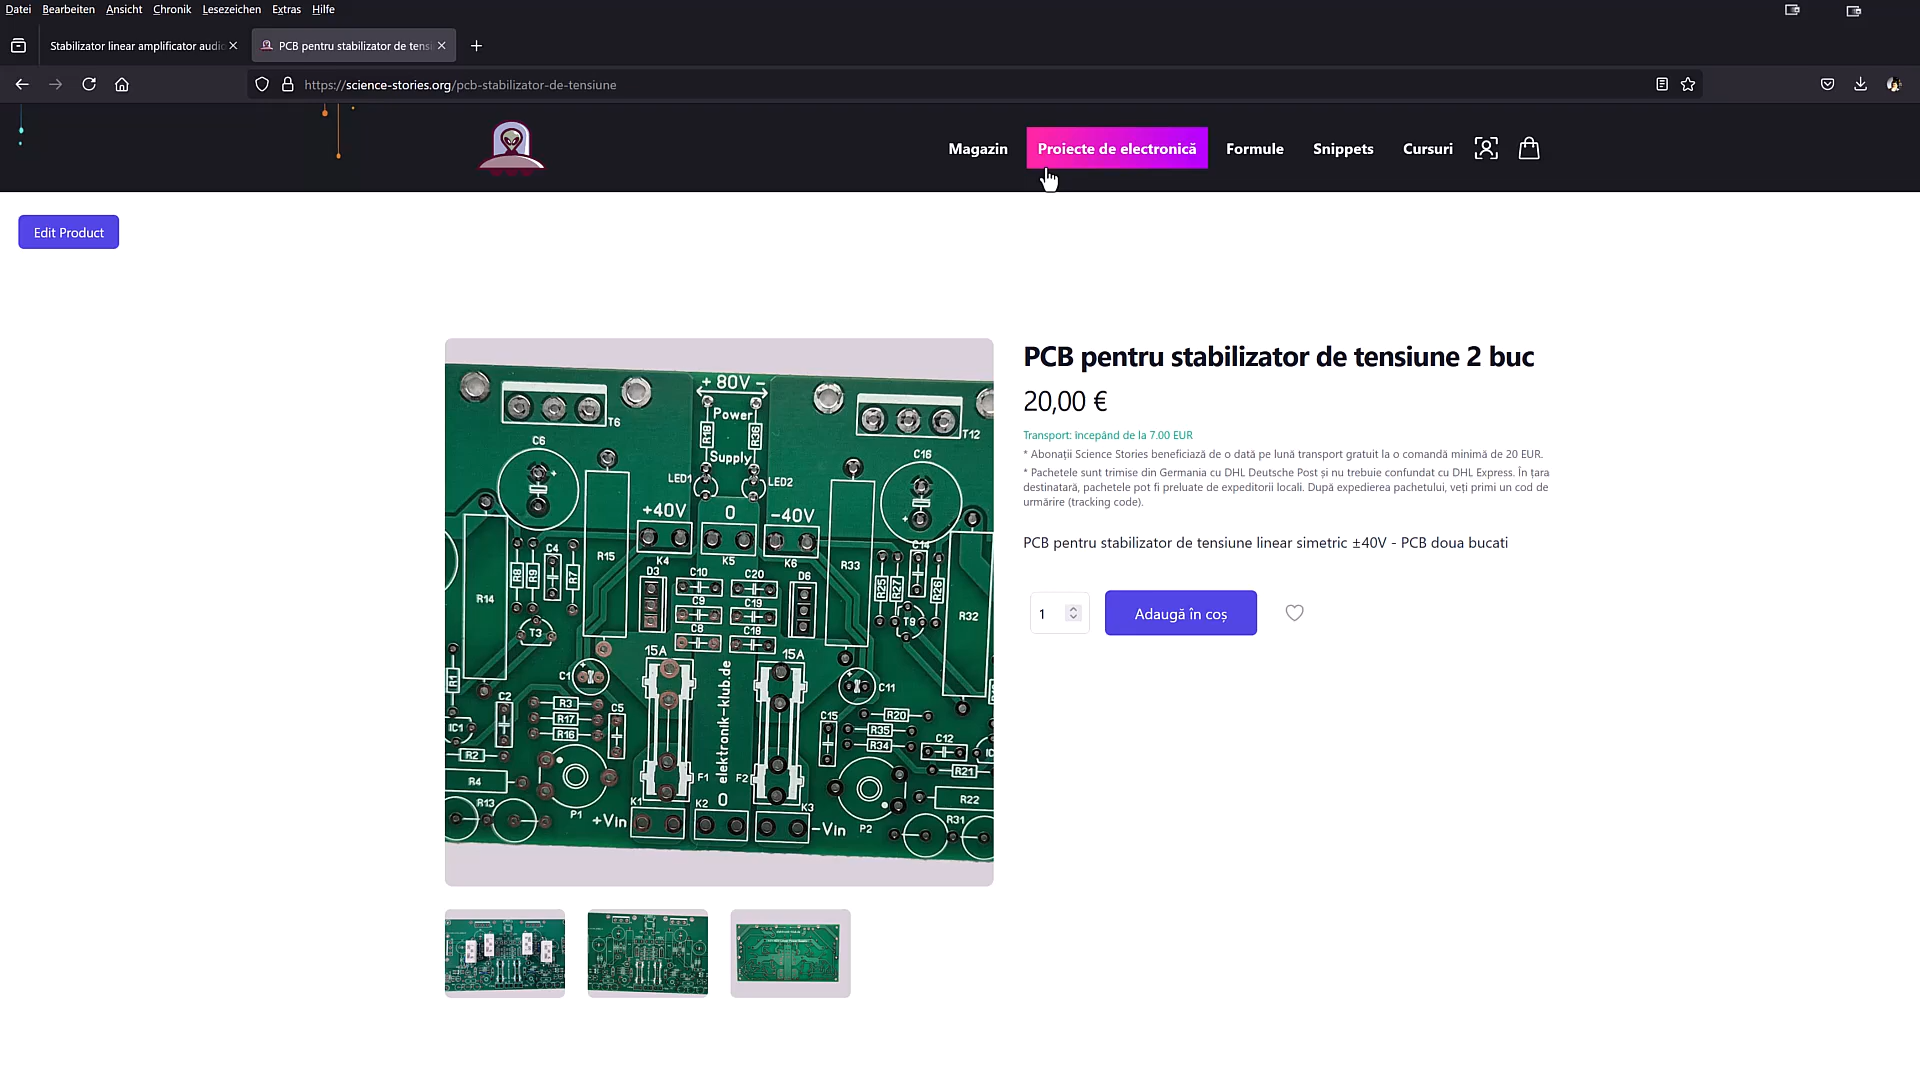 Datei Bearbeiten Ansicht Chronik Lesezeichen Extras Hilfe
Stabilizator linear amplificator audio
PCB pentru stabilizator de tensi
https://science-stories.org/pcb-stabilizator-de-tensiune
Magazin Proiecte de electronică Formule Snippets Cursuri
Edit Product
PCB pentru stabilizator de tensiune 2 buc
20,00 €
Transport: începând de la 7.00 EUR
* Abonații Science Stories beneficiază de o dată pe lună transport gratuit la o comandă minimă de 20 EUR.
* Pachetele sunt trimise din Germania cu DHL Deutsche Post și nu trebuie confundat cu DHL Express. În țara
destinatară, pachetele pot fi preluate de expeditorii locali. După expedierea pachetului, veți primi un cod de
urmărire (tracking code).
PCB pentru stabilizator de tensiune linear simetric ±40V - PCB doua bucati
1
Adaugă în coș
+ 80V -
Power
Supply
T6
T12
C6
C16
R18
R36
LED1
LED2
+40V 0 -40V
K4 K5 K6
R15
R33
R14
R32
R8 R9 C4 R7
C14 R25 R27 R26
T3
T9
D3 C10 C20 D6
C9 C19
C8 C18
15A 15A
elektronik-klub.de
R1
C1
C11
C2 R3 C5
R17
R16
C15 R20
R35
R34
C12
IC1
R2
R21
R4
R22
R13
R31
P1
P2
F1 F2
K1 K2 K3
+Vin 0 -Vin